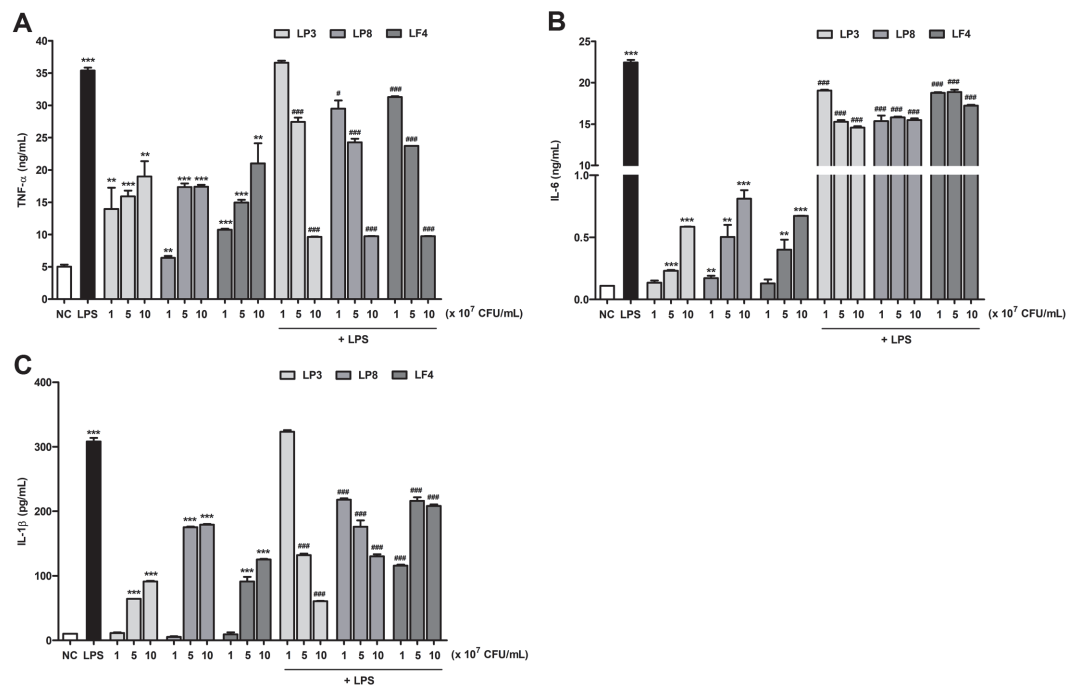 A
LP3 LP8 LF4
TNF-α (ng/mL)
40
35
30
25
20
15
10
5
0
*** ** *** ** ** *** *** *** *** ** ### ### # ### ### ### ### ###
NC LPS 1 5 10 1 5 10 1 5 10 1 5 10 1 5 10 1 5 10 (x 10⁷ CFU/mL)
+ LPS
B
LP3 LP8 LF4
IL-6 (ng/mL)
25
20
15
10
1.0
0.5
0.0
*** *** *** ** ** *** ** *** ### ### ### ### ### ### ### ### ###
NC LPS 1 5 10 1 5 10 1 5 10 1 5 10 1 5 10 1 5 10 (x 10⁷ CFU/mL)
+ LPS
C
LP3 LP8 LF4
IL-1β (pg/mL)
400
300
200
100
0
*** *** *** *** *** *** *** ### ### ### ### ### ### ### ###
NC LPS 1 5 10 1 5 10 1 5 10 1 5 10 1 5 10 1 5 10 (x 10⁷ CFU/mL)
+ LPS